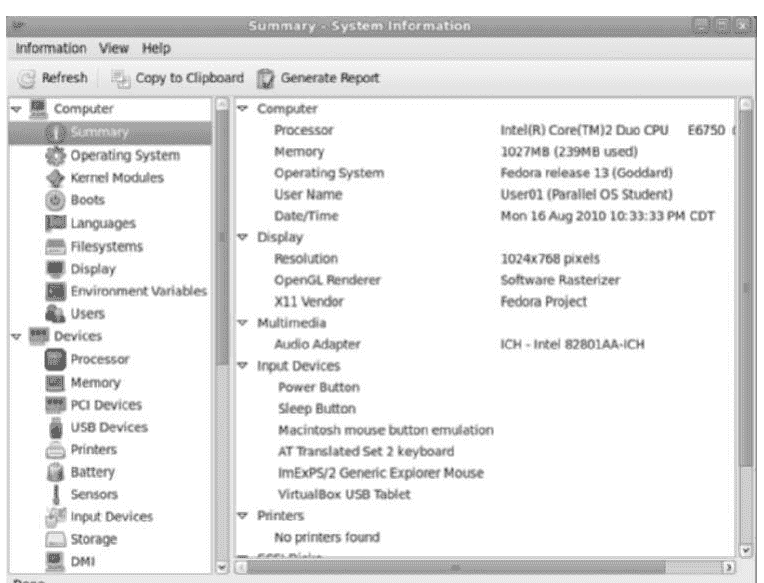 Summary - System Information
Information View Help
Refresh Copy to Clipboard Generate Report
Computer
Summary
Operating System
Kernel Modules
Boots
Languages
Filesystems
Display
Environment Variables
Users
Devices
Processor
Memory
PCI Devices
USB Devices
Printers
Battery
Sensors
Input Devices
Storage
DMI
Computer
Processor Intel(R) Core(TM)2 Duo CPU E6750
Memory 1027MB (239MB used)
Operating System Fedora release 13 (Goddard)
User Name User01 (Parallel OS Student)
Date/Time Mon 16 Aug 2010 10:33:33 PM CDT
Display
Resolution 1024x768 pixels
OpenGL Renderer Software Rasterizer
X11 Vendor Fedora Project
Multimedia
Audio Adapter ICH - Intel 82801AA-ICH
Input Devices
Power Button
Sleep Button
Macintosh mouse button emulation
AT Translated Set 2 keyboard
ImExPS/2 Generic Explorer Mouse
VirtualBox USB Tablet
Printers
No printers found